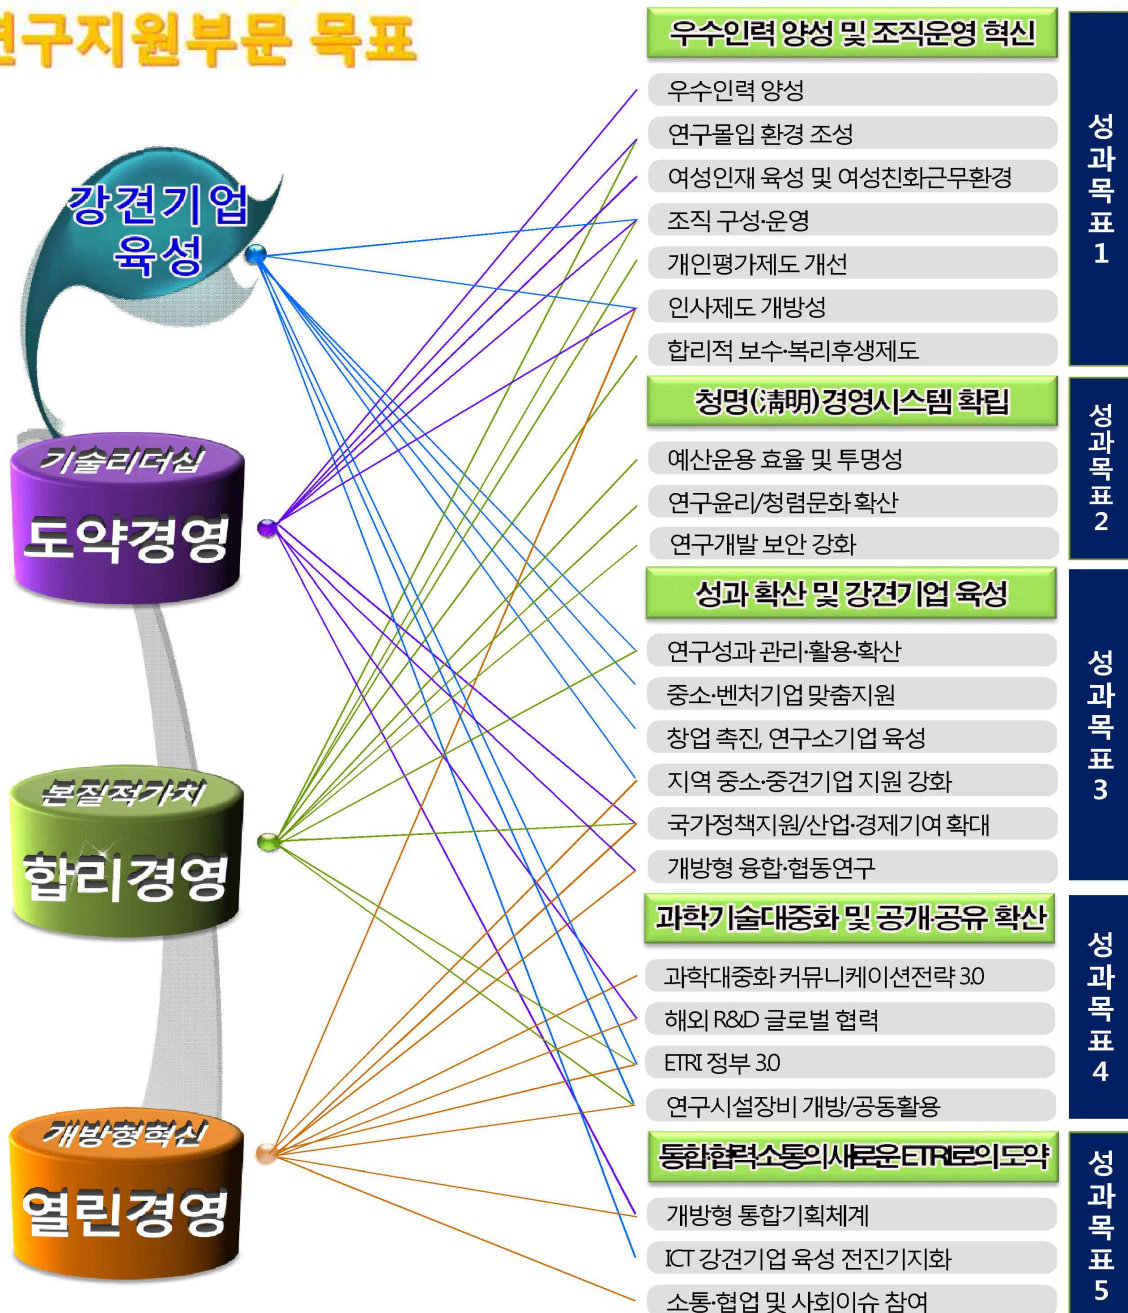 연구지원부문 목표
강견기업
육성
기술리더십
도약경영
본질적가치
합리경영
개방형혁신
열린경영
우수인력 양성 및 조직운영 혁신
우수인력 양성
연구몰입 환경 조성
여성인재 육성 및 여성친화근무환경
조직 구성·운영
개인평가제도 개선
인사제도 개방성
합리적 보수·복리후생제도
성과목표1
청명(淸明)경영시스템 확립
예산운용 효율 및 투명성
연구윤리/청렴문화 확산
연구개발 보안 강화
성과목표2
성과 확산 및 강견기업 육성
연구성과 관리·활용·확산
중소·벤처기업 맞춤지원
창업 촉진, 연구소기업 육성
지역 중소·중견기업 지원 강화
국가정책지원/산업·경제기여 확대
개방형 융합·협동연구
성과목표3
과학기술대중화 및 공개·공유 확산
과학대중화 커뮤니케이션전략 3.0
해외 R&D 글로벌 협력
ETRI 정부 3.0
연구시설장비 개방/공동활용
성과목표4
통합협력소통의새로운ETRI로의도약
개방형 통합기획체계
ICT 강견기업 육성 전진기지화
소통·협업 및 사회이슈 참여
성과목표5